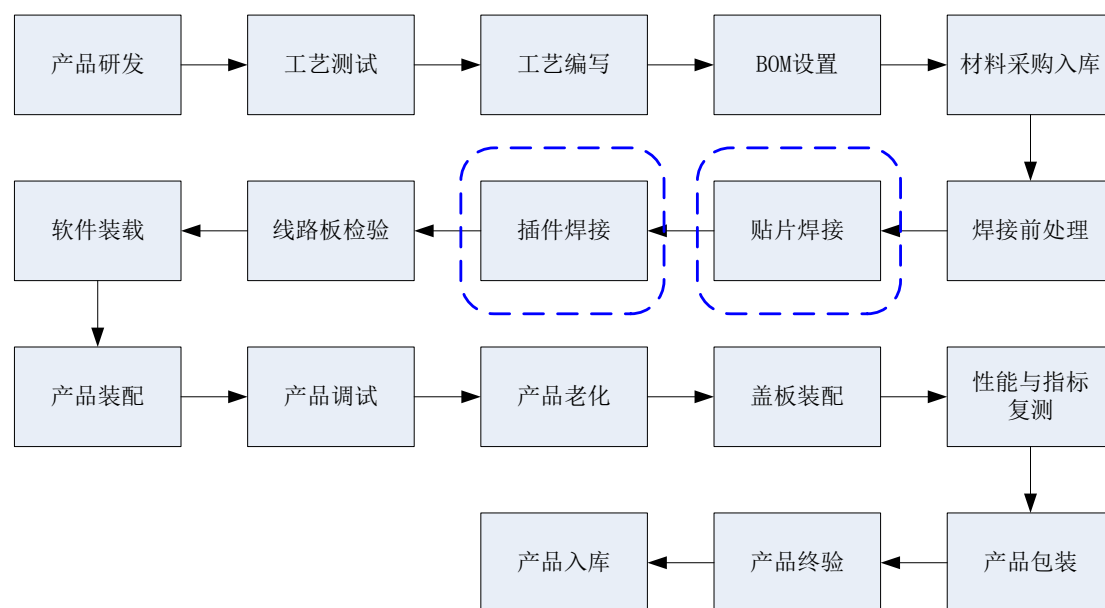 产品研发
工艺测试
工艺编写
BOM设置
材料采购入库
软件装载
线路板检验
插件焊接
贴片焊接
焊接前处理
产品装配
产品调试
产品老化
盖板装配
性能与指标
复测
产品入库
产品终验
产品包装